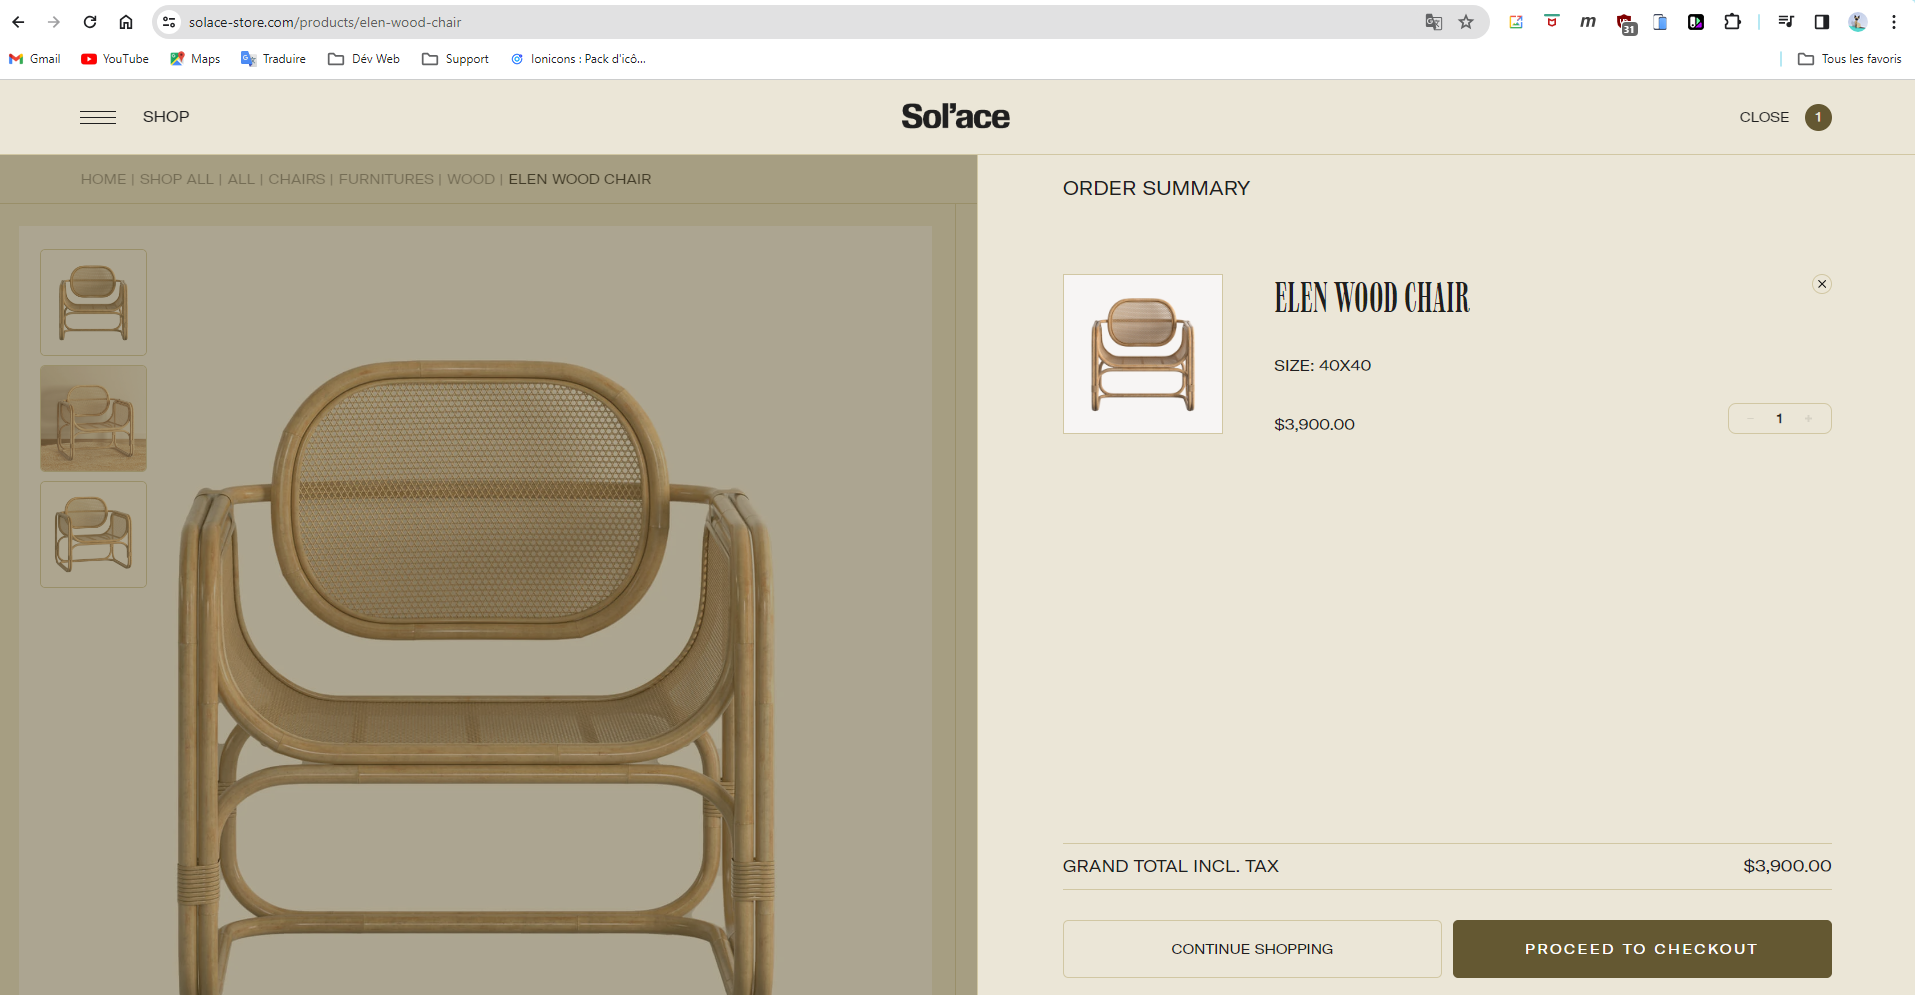 solace-store.com/products/elen-wood-chair
31
Gmail YouTube Maps Traduire Dév Web Support Ionicons : Pack d'icô... Tous les favoris
SHOP Sol'ace CLOSE 1
HOME | SHOP ALL | ALL | CHAIRS | FURNITURES | WOOD | ELEN WOOD CHAIR
ORDER SUMMARY
ELEN WOOD CHAIR
SIZE: 40X40
$3,900.00 − 1 +
GRAND TOTAL INCL. TAX $3,900.00
CONTINUE SHOPPING PROCEED TO CHECKOUT